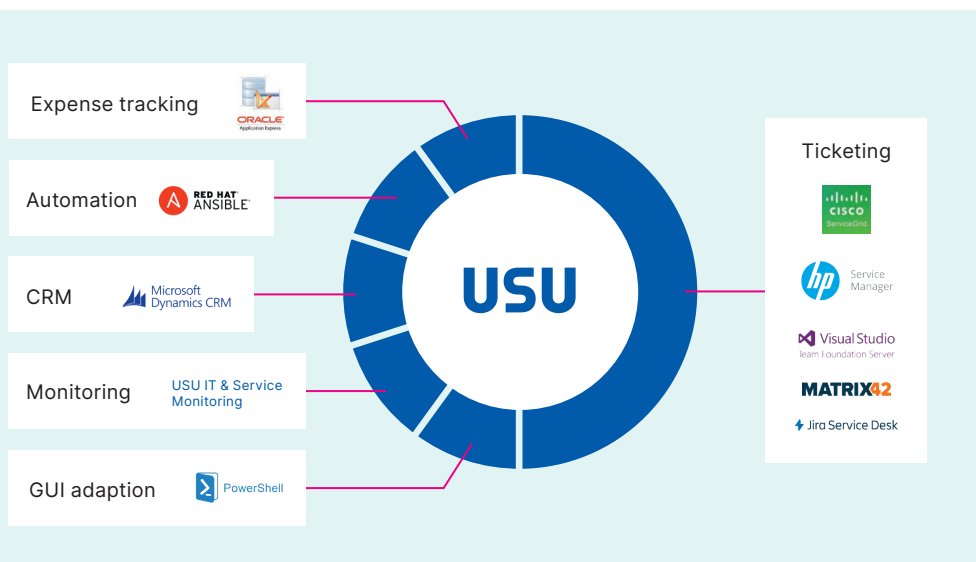 Expense tracking
ORACLE
Application Express
Automation
RED HAT
ANSIBLE
CRM
Microsoft
Dynamics CRM
Monitoring
USU IT & Service
Monitoring
GUI adaption
PowerShell
USU
Ticketing
CISCO
ServiceGrid
hp
Service
Manager
Visual Studio
Team Foundation Server
MATRIX42
Jira Service Desk